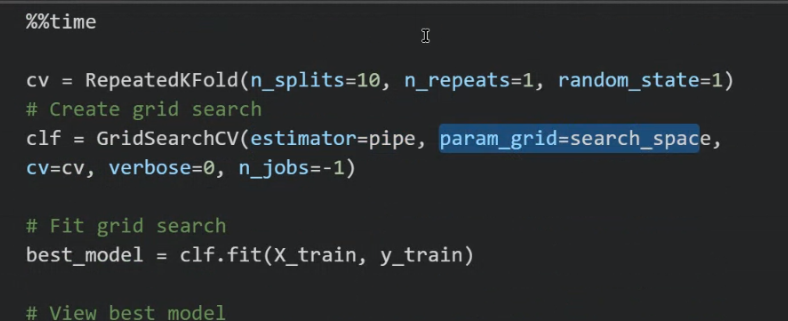 %%time
cv = RepeatedKFold(n_splits=10, n_repeats=1, random_state=1)
# Create grid search
clf = GridSearchCV(estimator=pipe, param_grid=search_space,
cv=cv, verbose=0, n_jobs=-1)
# Fit grid search
best_model = clf.fit(X_train, y_train)
# View best model